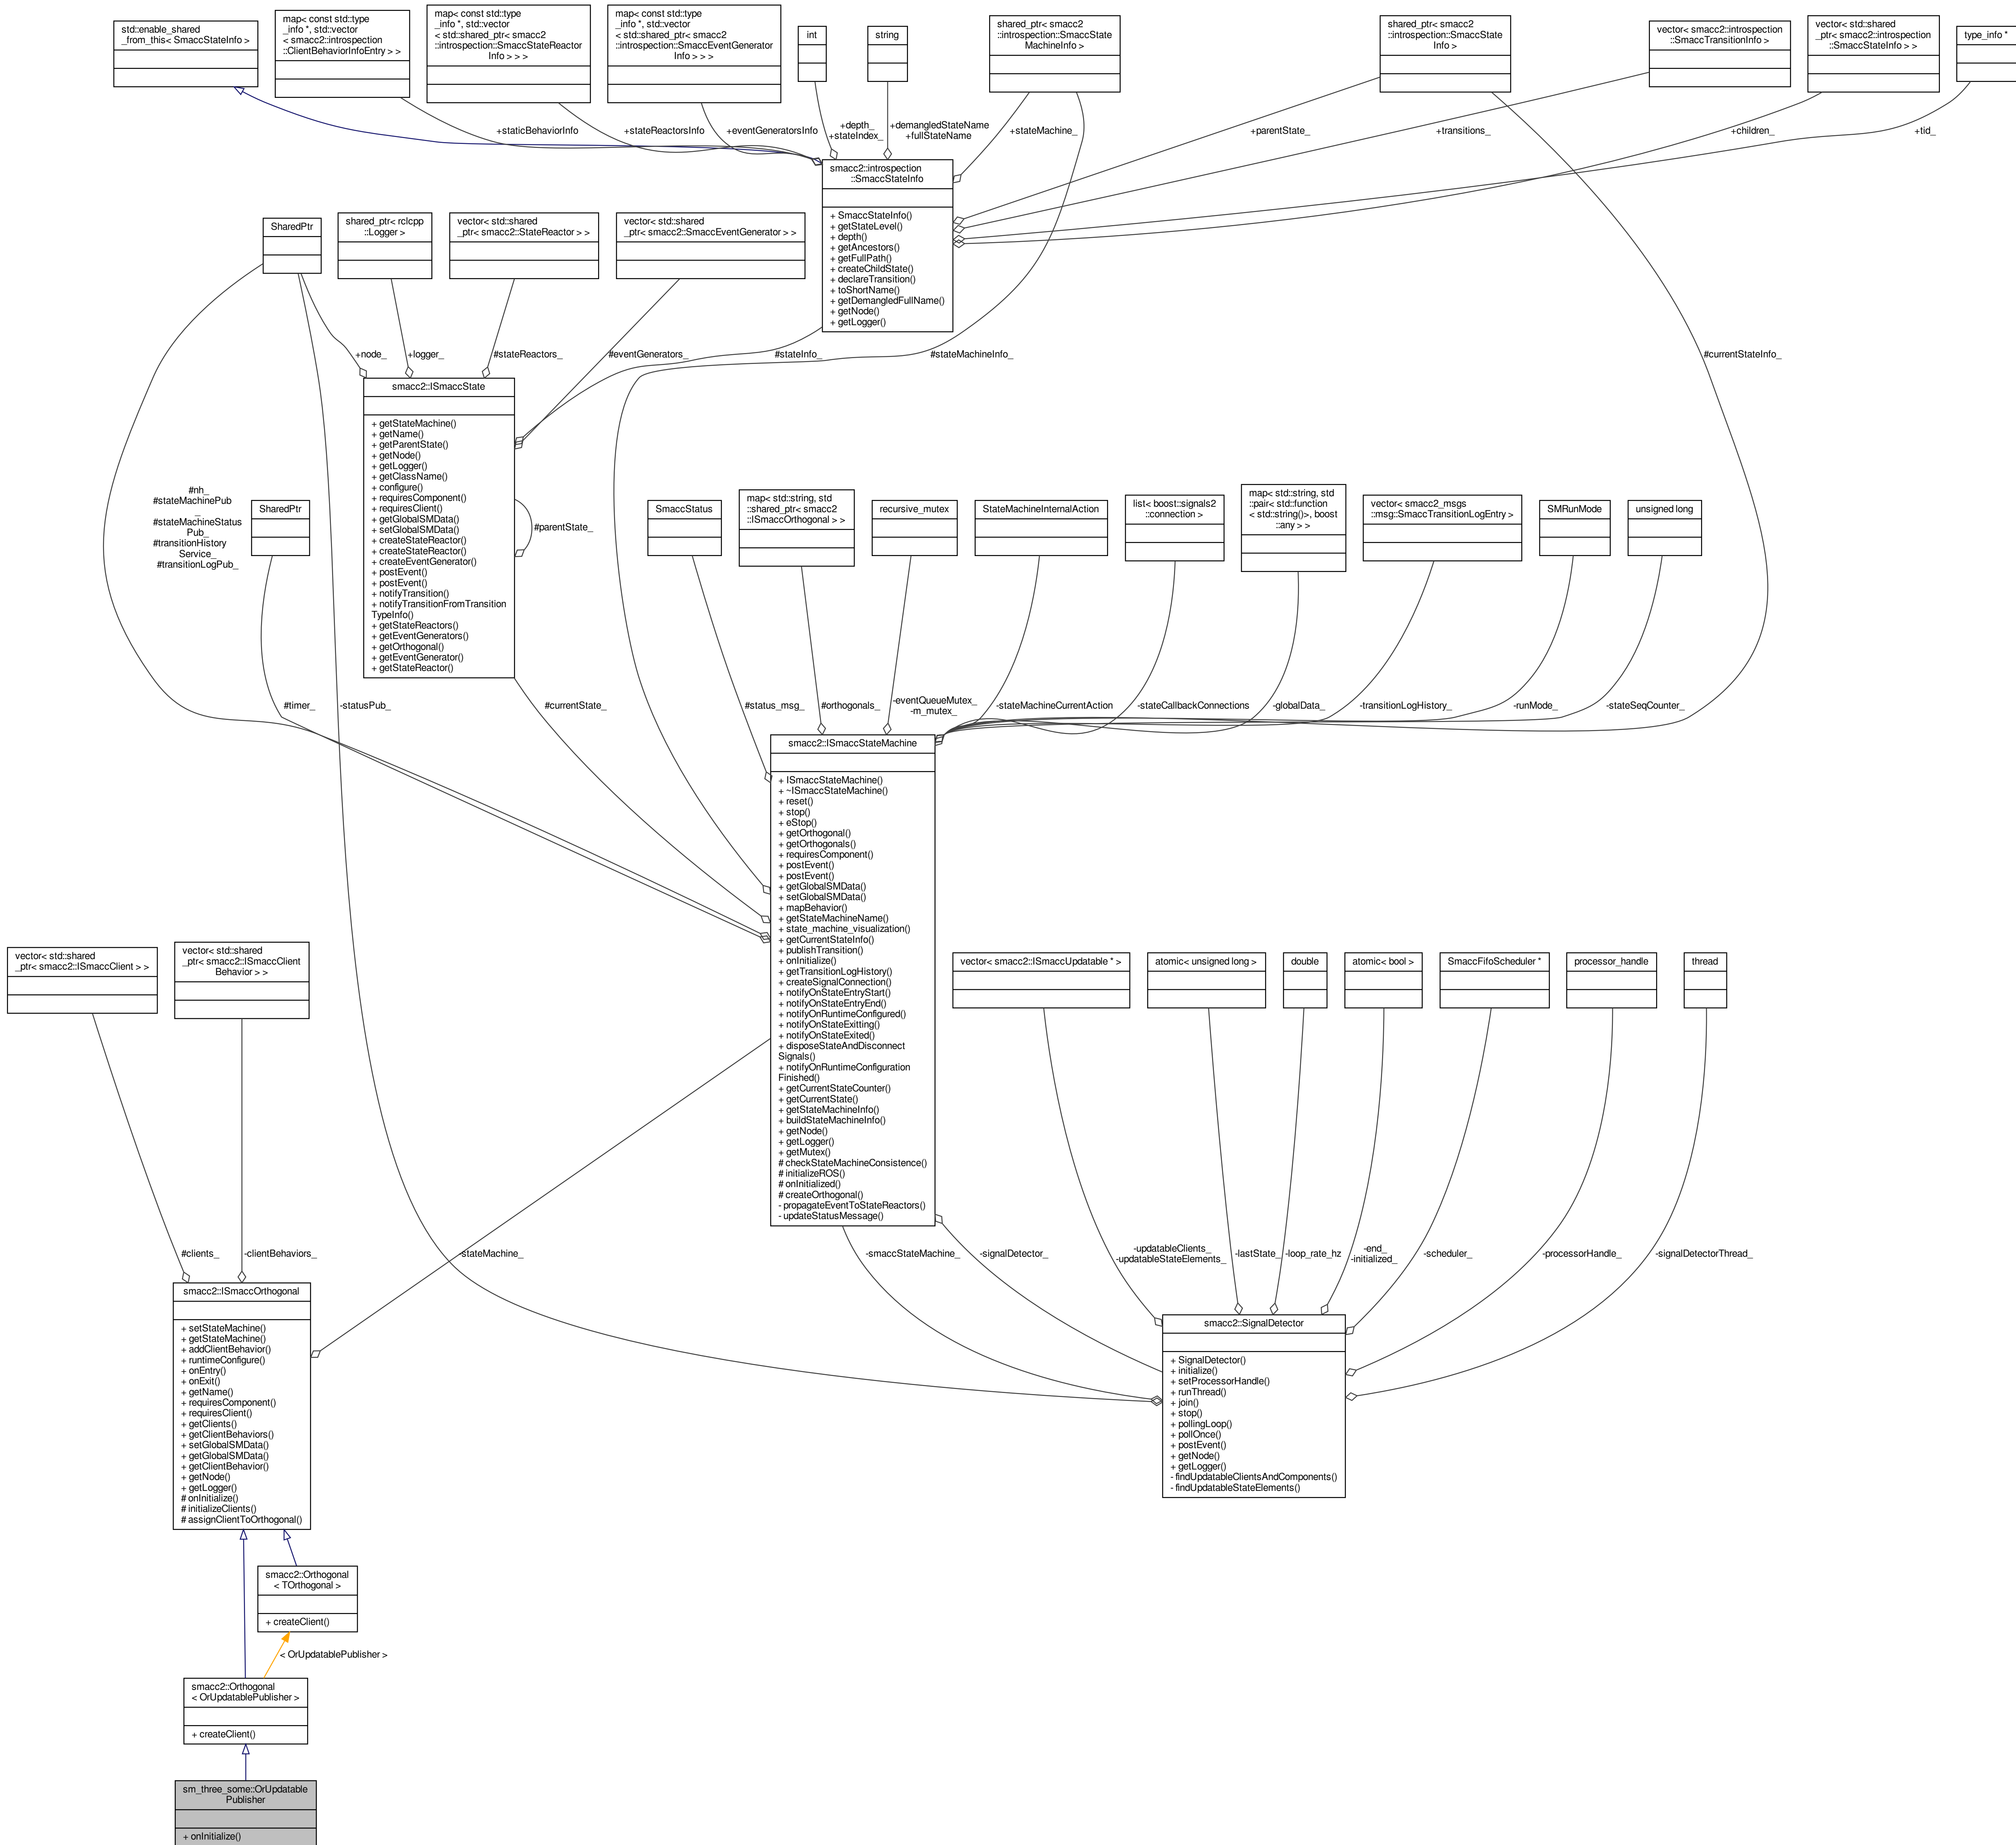 std::enable_shared
_from_this< SmaccStateInfo >
map< const std::type
_info *, std::vector
< smacc2::introspection
::ClientBehaviorInfoEntry > >
map< const std::type
_info *, std::vector
< std::shared_ptr< smacc2
::introspection::SmaccStateReactor
Info > > >
map< const std::type
_info *, std::vector
< std::shared_ptr< smacc2
::introspection::SmaccEventGenerator
Info > > >
int
string
shared_ptr< smacc2
::introspection::SmaccState
MachineInfo >
shared_ptr< smacc2
::introspection::SmaccState
Info >
vector< smacc2::introspection
::SmaccTransitionInfo >
vector< std::shared
_ptr< smacc2::introspection
::SmaccStateInfo > >
type_info *
+staticBehaviorInfo
+stateReactorsInfo
+eventGeneratorsInfo
+depth_
+stateIndex_
+demangledStateName
+fullStateName
+stateMachine_
+parentState_
+transitions_
+children_
+tid_
smacc2::introspection
::SmaccStateInfo
+ SmaccStateInfo()
+ getStateLevel()
+ depth()
+ getAncestors()
+ getFullPath()
+ createChildState()
+ declareTransition()
+ toShortName()
+ getDemangledFullName()
+ getNode()
+ getLogger()
SharedPtr
shared_ptr< rclcpp
::Logger >
vector< std::shared
_ptr< smacc2::StateReactor > >
vector< std::shared
_ptr< smacc2::SmaccEventGenerator > >
+node_
+logger_
#stateReactors_
#eventGenerators_
#stateInfo_
#stateMachineInfo_
#currentStateInfo_
smacc2::ISmaccState
+ getStateMachine()
+ getName()
+ getParentState()
+ getNode()
+ getLogger()
+ getClassName()
+ configure()
+ requiresComponent()
+ requiresClient()
+ getGlobalSMData()
+ setGlobalSMData()
+ createStateReactor()
+ createStateReactor()
+ createEventGenerator()
+ postEvent()
+ postEvent()
+ notifyTransition()
+ notifyTransitionFromTransition
TypeInfo()
+ getStateReactors()
+ getEventGenerators()
+ getOrthogonal()
+ getEventGenerator()
+ getStateReactor()
#parentState_
#nh_
#stateMachinePub
_
#stateMachineStatus
Pub_
#transitionHistory
Service_
#transitionLogPub_
SharedPtr
SmaccStatus
map< std::string, std
::shared_ptr< smacc2
::ISmaccOrthogonal > >
recursive_mutex
StateMachineInternalAction
list< boost::signals2
::connection >
map< std::string, std
::pair< std::function
< std::string()>, boost
::any > >
vector< smacc2_msgs
::msg::SmaccTransitionLogEntry >
SMRunMode
unsigned long
#timer_
-statusPub_
#currentState_
#status_msg_
#orthogonals_
-eventQueueMutex_
-m_mutex_
-stateMachineCurrentAction
-stateCallbackConnections
-globalData_
-transitionLogHistory_
-runMode_
-stateSeqCounter_
smacc2::ISmaccStateMachine
+ ISmaccStateMachine()
+ ~ISmaccStateMachine()
+ reset()
+ stop()
+ eStop()
+ getOrthogonal()
+ getOrthogonals()
+ requiresComponent()
+ postEvent()
+ postEvent()
+ getGlobalSMData()
+ setGlobalSMData()
+ mapBehavior()
+ getStateMachineName()
+ state_machine_visualization()
+ getCurrentStateInfo()
+ publishTransition()
+ onInitialize()
+ getTransitionLogHistory()
+ createSignalConnection()
+ notifyOnStateEntryStart()
+ notifyOnStateEntryEnd()
+ notifyOnRuntimeConfigured()
+ notifyOnStateExitting()
+ notifyOnStateExited()
+ disposeStateAndDisconnect
Signals()
+ notifyOnRuntimeConfiguration
Finished()
+ getCurrentStateCounter()
+ getCurrentState()
+ getStateMachineInfo()
+ buildStateMachineInfo()
+ getNode()
+ getLogger()
+ getMutex()
# checkStateMachineConsistence()
# initializeROS()
# onInitialized()
# createOrthogonal()
- propagateEventToStateReactors()
- updateStatusMessage()
vector< std::shared
_ptr< smacc2::ISmaccClient > >
vector< std::shared
_ptr< smacc2::ISmaccClient
Behavior > >
vector< smacc2::ISmaccUpdatable * >
atomic< unsigned long >
double
atomic< bool >
SmaccFifoScheduler *
processor_handle
thread
#clients_
-clientBehaviors_
-stateMachine_
-smaccStateMachine_
-signalDetector_
-updatableClients_
-updatableStateElements_
-lastState_
-loop_rate_hz
-end_
-initialized_
-scheduler_
-processorHandle_
-signalDetectorThread_
smacc2::ISmaccOrthogonal
+ setStateMachine()
+ getStateMachine()
+ addClientBehavior()
+ runtimeConfigure()
+ onEntry()
+ onExit()
+ getName()
+ requiresComponent()
+ requiresClient()
+ getClients()
+ getClientBehaviors()
+ setGlobalSMData()
+ getGlobalSMData()
+ getClientBehavior()
+ getNode()
+ getLogger()
# onInitialize()
# initializeClients()
# assignClientToOrthogonal()
smacc2::SignalDetector
+ SignalDetector()
+ initialize()
+ setProcessorHandle()
+ runThread()
+ join()
+ stop()
+ pollingLoop()
+ pollOnce()
+ postEvent()
+ getNode()
+ getLogger()
- findUpdatableClientsAndComponents()
- findUpdatableStateElements()
smacc2::Orthogonal
< TOrthogonal >
+ createClient()
< OrUpdatablePublisher >
smacc2::Orthogonal
< OrUpdatablePublisher >
+ createClient()
sm_three_some::OrUpdatable
Publisher
+ onInitialize()